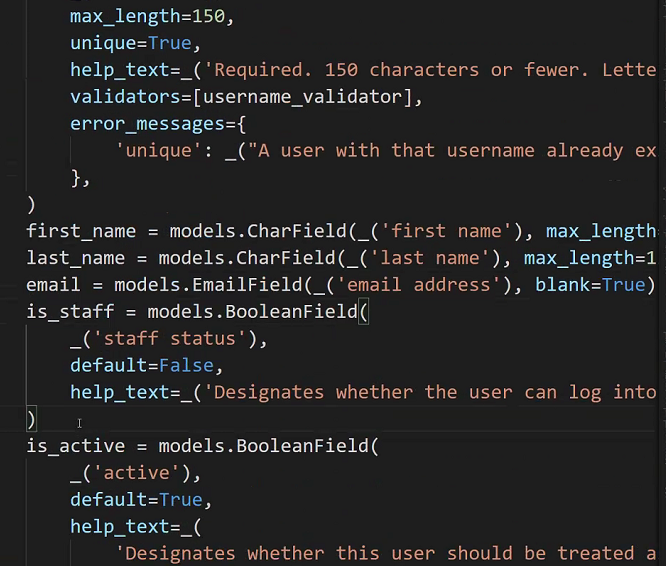 max_length=150,
unique=True,
help_text=_('Required. 150 characters or fewer. Lette
validators=[username_validator],
error_messages={
'unique': _("A user with that username already ex
},
)
first_name = models.CharField(_('first name'), max_length
last_name = models.CharField(_('last name'), max_length=1
email = models.EmailField(_('email address'), blank=True)
is_staff = models.BooleanField(
_('staff status'),
default=False,
help_text=_('Designates whether the user can log into
)
is_active = models.BooleanField(
_('active'),
default=True,
help_text=_(
'Designates whether this user should be treated a